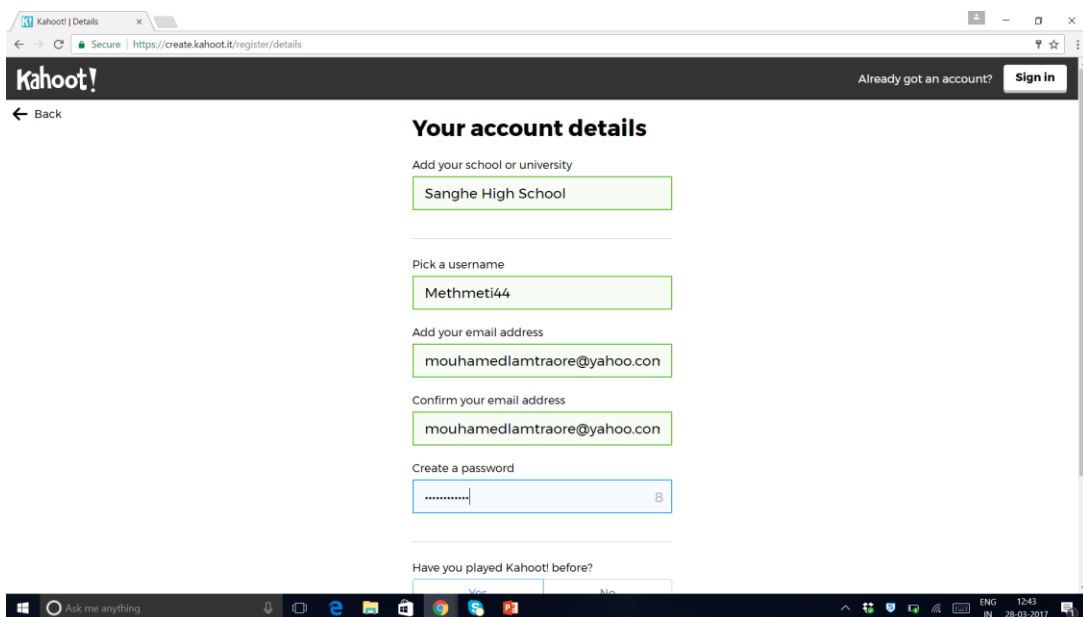 Kahoot! | Details
Secure | https://create.kahoot.it/register/details
Kahoot!
Already got an account?
Sign in
Back
Your account details
Add your school or university
Sanghe High School
Pick a username
Methmeti44
Add your email address
mouhamedlamtraore@yahoo.con
Confirm your email address
mouhamedlamtraore@yahoo.con
Create a password
8
Have you played Kahoot! before?
Yes
No
Ask me anything
ENG
12:43
IN
28-03-2017